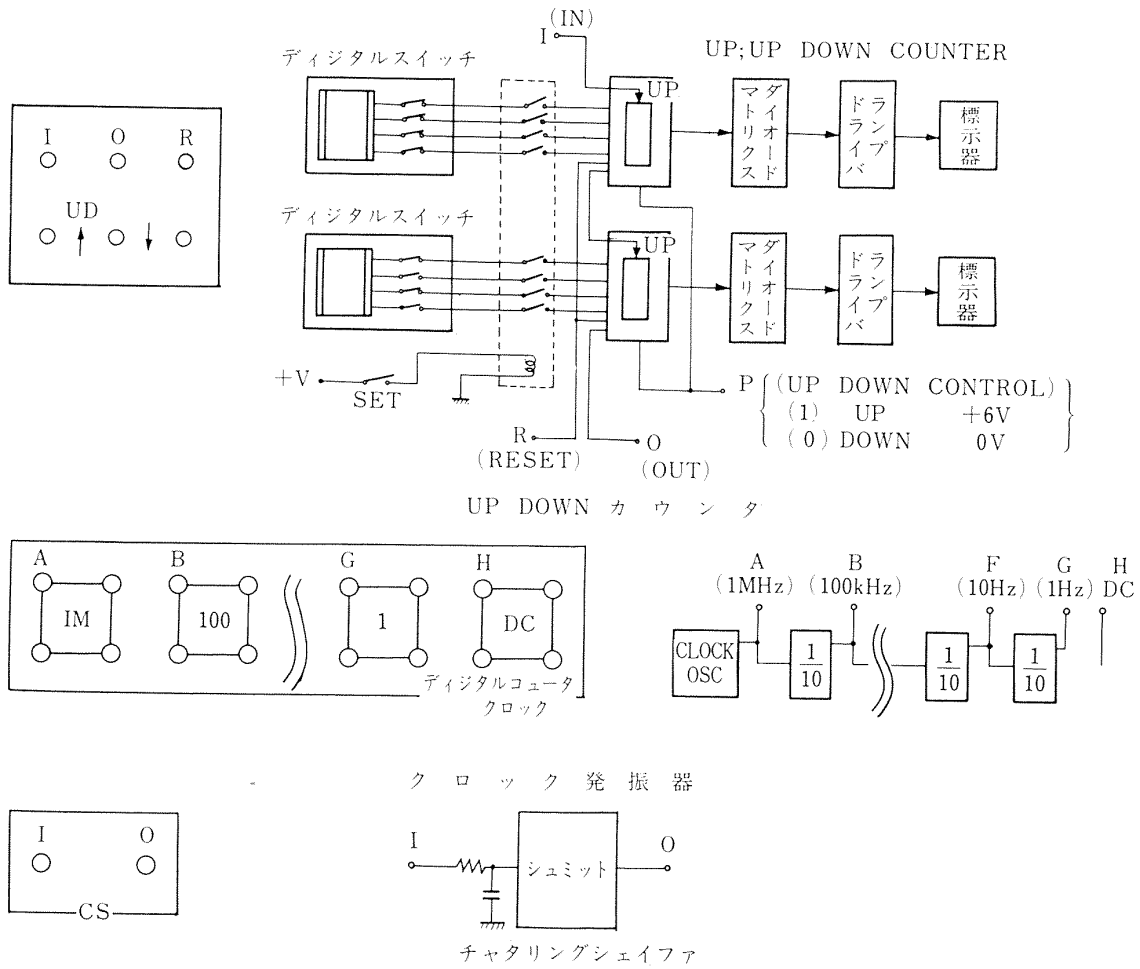 (IN)
I
ディジタルスイッチ
UP;UP DOWN COUNTER
UP
ダイオード
マトリクス
ランプ
ドライバ
標示器
I O R
UD
ディジタルスイッチ
UP
ダイオード
マトリクス
ランプ
ドライバ
標示器
+V
SET
P
(UP DOWN CONTROL)
(1) UP +6V
(0) DOWN 0V
R
(RESET)
O
(OUT)
UP DOWN カウンタ
A B G H
IM 100 1 DC
ディジタルコュータ
クロック
A B F G H
(1MHz) (100kHz) (10Hz) (1Hz) DC
CLOCK
OSC
1
10
1
10
1
10
クロック発振器
I O
CS
I
シュミット
O
チャタリングシェイファ